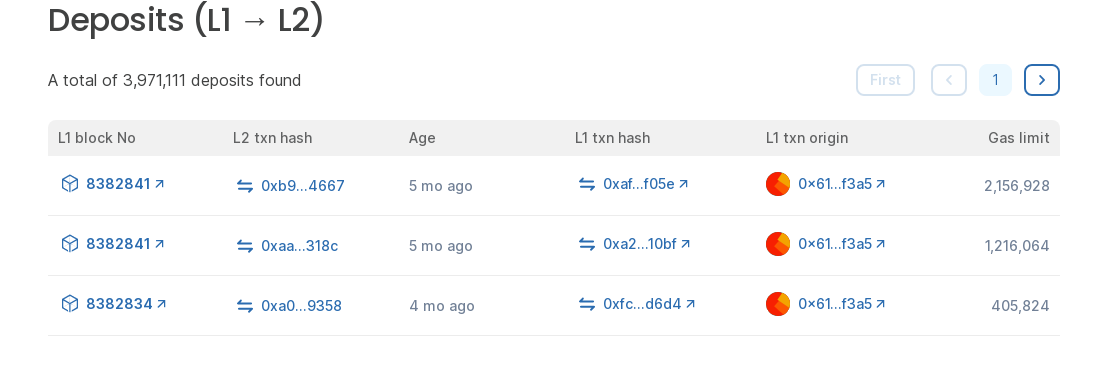 Deposits (L1 → L2)
A total of 3,971,111 deposits found
First
1
L1 block No L2 txn hash Age L1 txn hash L1 txn origin Gas limit
8382841 0xb9...4667 5 mo ago 0xaf...f05e 0x61...f3a5 2,156,928
8382841 0xaa...318c 5 mo ago 0xa2...10bf 0x61...f3a5 1,216,064
8382834 0xa0...9358 4 mo ago 0xfc...d6d4 0x61...f3a5 405,824